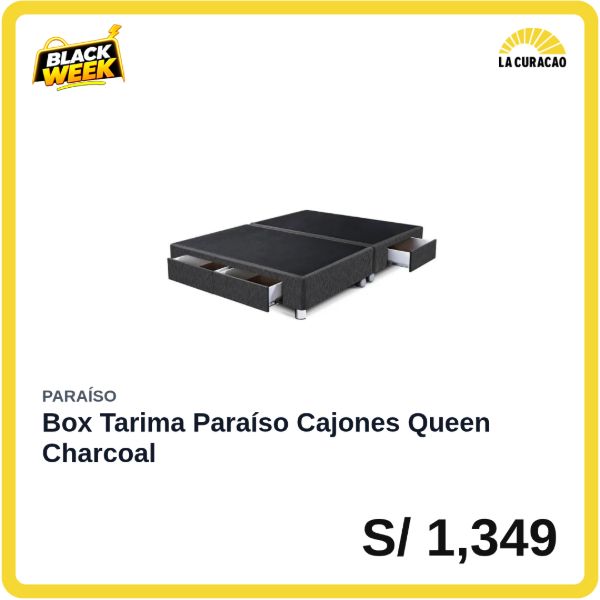 BLACK
WEEK
LA CURACAO
PARAÍSO
Box Tarima Paraíso Cajones Queen
Charcoal
S/ 1,349